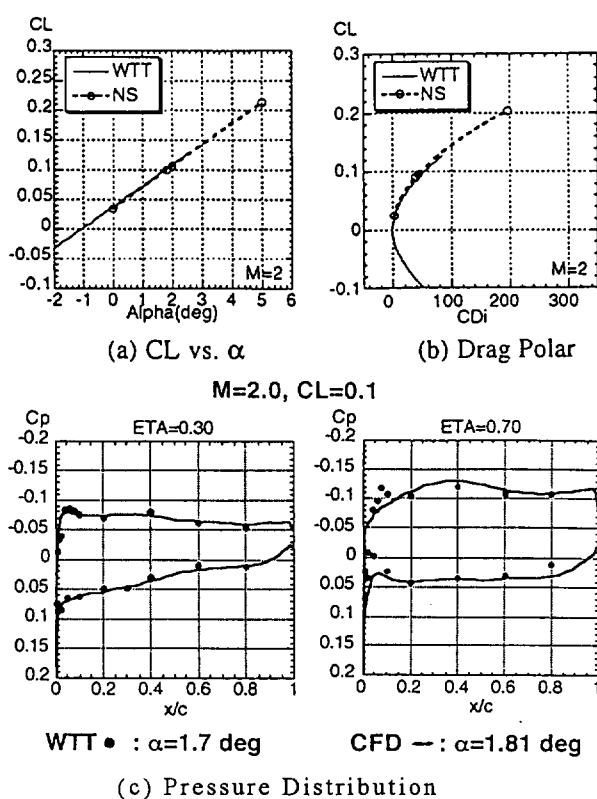 CL
0.3
0.25
0.2
0.15
0.1
0.05
0
-0.05
-0.1
WTT
NS
M=2
-2 -1 0 1 2 3 4 5 6
Alpha(deg)
(a) CL vs. α
CL
0.3
0.2
0.1
0
-0.1
WTT
NS
M=2
0 100 200 300
CDi
(b) Drag Polar
M=2.0, CL=0.1
Cp
ETA=0.30
-0.2
-0.15
-0.1
-0.05
0
0.05
0.1
0.15
0.2
0 0.2 0.4 0.6 0.8 1
x/c
Cp
ETA=0.70
-0.2
-0.15
-0.1
-0.05
0
0.05
0.1
0.15
0.2
0 0.2 0.4 0.6 0.8 1
x/c
WTT • : α=1.7 deg
CFD — : α=1.81 deg
(c) Pressure Distribution